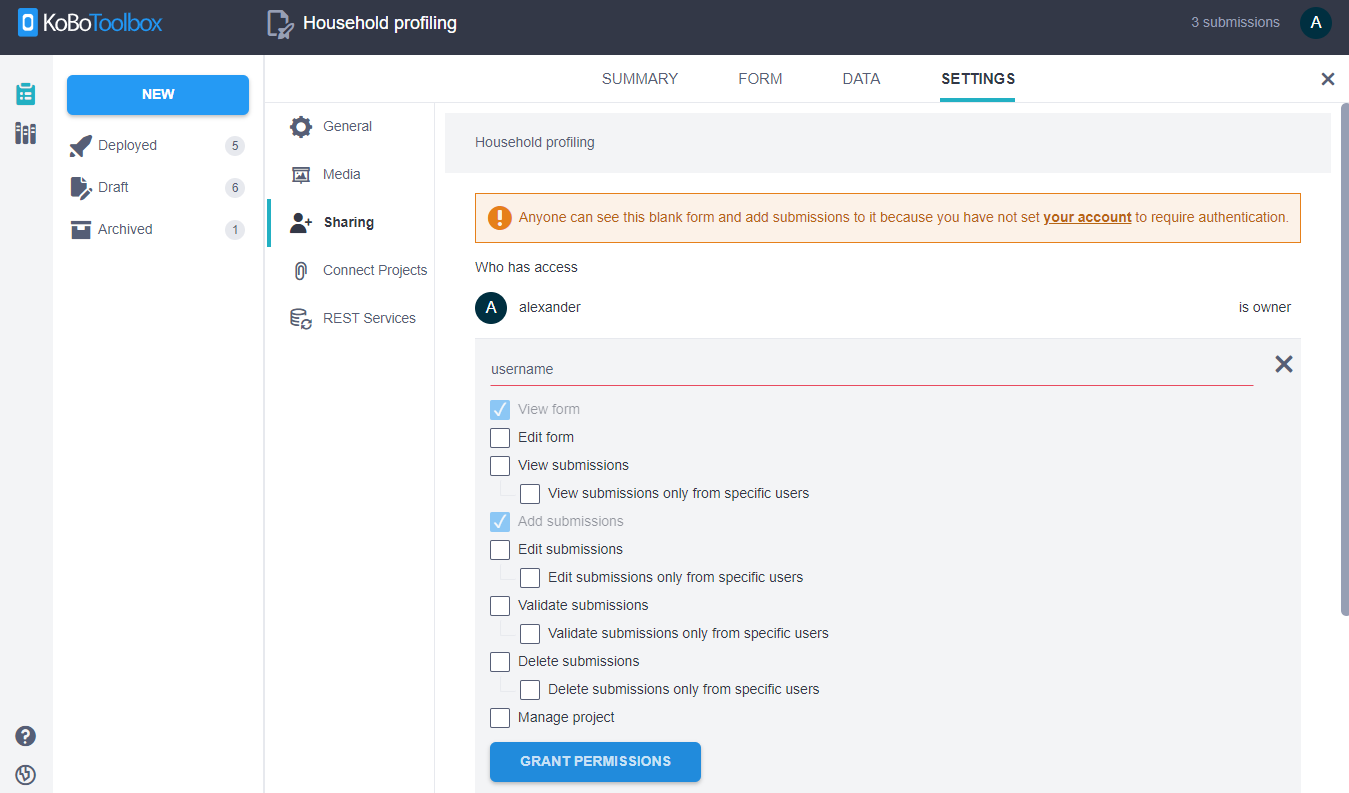 KoBoToolbox
Household profiling
3 submissions
A
NEW
Deployed 5
Draft 6
Archived 1
SUMMARY FORM DATA SETTINGS
General
Media
Sharing
Connect Projects
REST Services
Household profiling
Anyone can see this blank form and add submissions to it because you have not set your account to require authentication.
Who has access
A alexander is owner
username
View form
Edit form
View submissions
View submissions only from specific users
Add submissions
Edit submissions
Edit submissions only from specific users
Validate submissions
Validate submissions only from specific users
Delete submissions
Delete submissions only from specific users
Manage project
GRANT PERMISSIONS